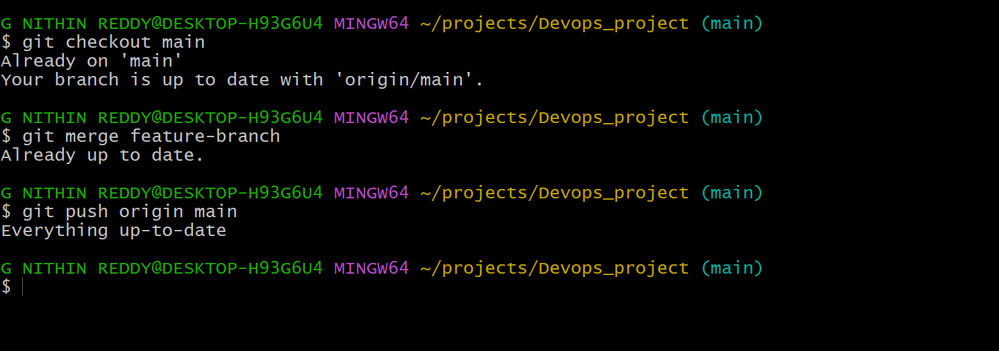 G NITHIN REDDY@DESKTOP-H93G6U4 MINGW64 ~/projects/Devops_project (main)
$ git checkout main
Already on 'main'
Your branch is up to date with 'origin/main'.
G NITHIN REDDY@DESKTOP-H93G6U4 MINGW64 ~/projects/Devops_project (main)
$ git merge feature-branch
Already up to date.
G NITHIN REDDY@DESKTOP-H93G6U4 MINGW64 ~/projects/Devops_project (main)
$ git push origin main
Everything up-to-date
G NITHIN REDDY@DESKTOP-H93G6U4 MINGW64 ~/projects/Devops_project (main)
$